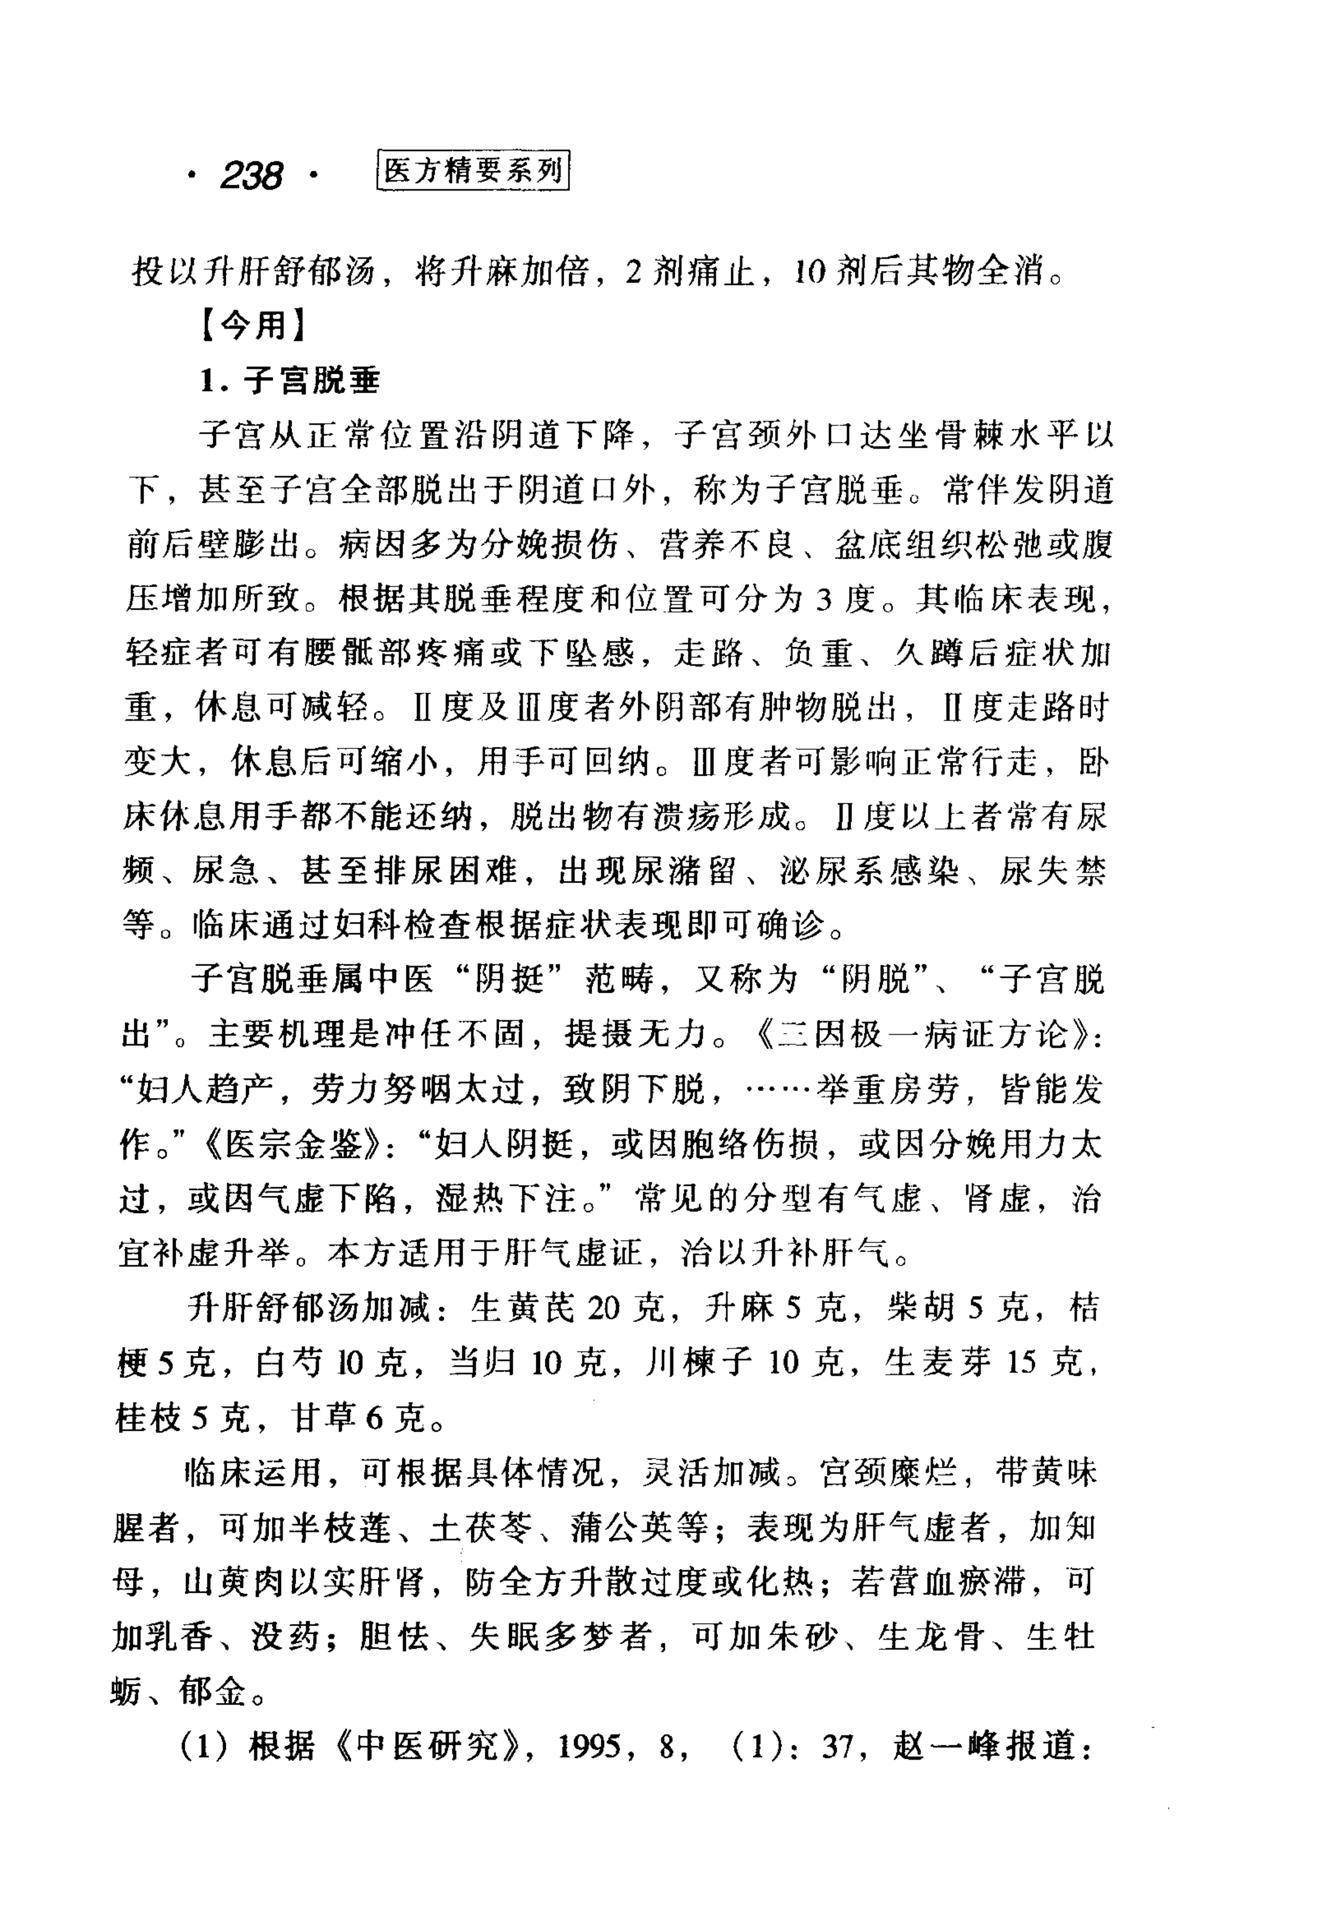 · 238 · 医方精要系列
投以升肝舒郁汤，将升麻加倍，2 剂痛止，10 剂后其物全消。
【今用】
1. 子宫脱垂
子宫从正常位置沿阴道下降，子宫颈外口达坐骨棘水平以
下，甚至子宫全部脱出于阴道口外，称为子宫脱垂。常伴发阴道
前后壁膨出。病因多为分娩损伤、营养不良、盆底组织松弛或腹
压增加所致。根据其脱垂程度和位置可分为 3 度。其临床表现，
轻症者可有腰骶部疼痛或下坠感，走路、负重、久蹲后症状加
重，休息可减轻。Ⅱ度及Ⅲ度者外阴部有肿物脱出，Ⅱ度走路时
变大，休息后可缩小，用手可回纳。Ⅲ度者可影响正常行走，卧
床休息用手都不能还纳，脱出物有溃疡形成。Ⅱ度以上者常有尿
频、尿急、甚至排尿困难，出现尿潴留、泌尿系感染、尿失禁
等。临床通过妇科检查根据症状表现即可确诊。
子宫脱垂属中医“阴挺”范畴，又称为“阴脱”、“子宫脱
出”。主要机理是冲任不固，提摄无力。《三因极一病证方论》：
“妇人趋产，劳力努咽太过，致阴下脱，……举重房劳，皆能发
作。”《医宗金鉴》：“妇人阴挺，或因胞络伤损，或因分娩用力太
过，或因气虚下陷，湿热下注。”常见的分型有气虚、肾虚，治
宜补虚升举。本方适用于肝气虚证，治以升补肝气。
升肝舒郁汤加减：生黄芪 20 克，升麻 5 克，柴胡 5 克，桔
梗 5 克，白芍 10 克，当归 10 克，川楝子 10 克，生麦芽 15 克，
桂枝 5 克，甘草 6 克。
临床运用，可根据具体情况，灵活加减。宫颈糜烂，带黄味
腥者，可加半枝莲、土茯苓、蒲公英等；表现为肝气虚者，加知
母，山萸肉以实肝肾，防全方升散过度或化热；若营血瘀滞，可
加乳香、没药；胆怯、失眠多梦者，可加朱砂、生龙骨、生牡
蛎、郁金。
(1) 根据《中医研究》，1995，8，(1)：37，赵一峰报道：